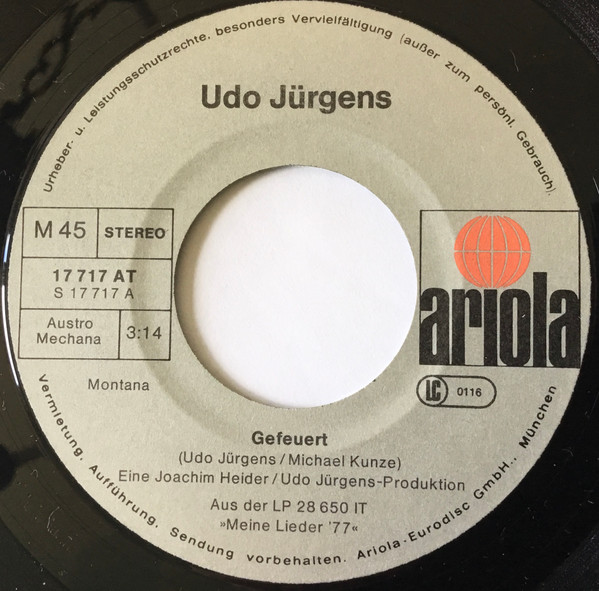 Urheber- u. Leistungsschutzrechte, besonders Vervielfältigung (außer zum persönl. Gebrauch).
Udo Jürgens
M 45
STEREO
17 717 AT
S 17 717 A
Austro
Mechana
3:14
Montana
ariola
LC 0116
Gefeuert
(Udo Jürgens / Michael Kunze)
Eine Joachim Heider / Udo Jürgens-Produktion
Aus der LP 28 650 IT
»Meine Lieder '77«
Vermietung, Aufführung, Sendung vorbehalten. Ariola-Eurodisc GmbH., München